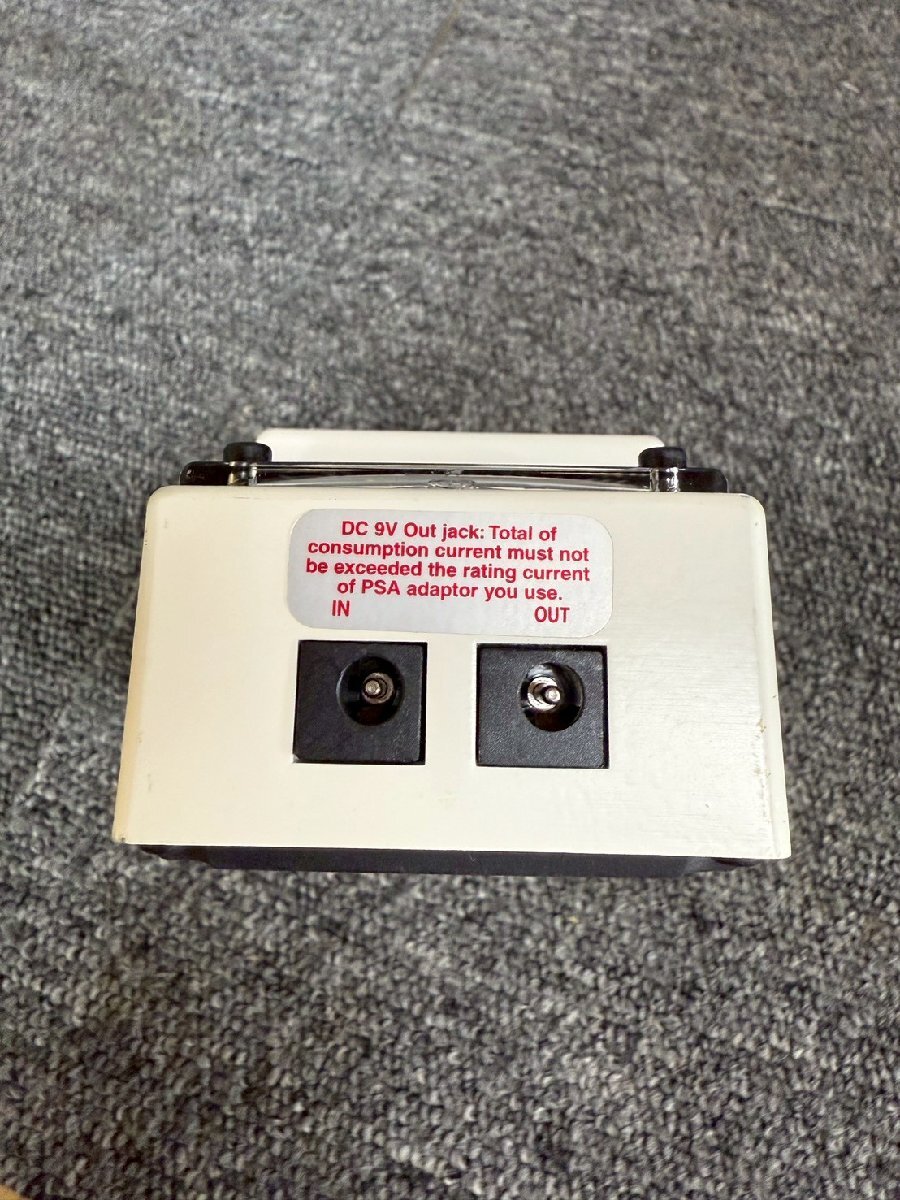 DC 9V Out jack: Total of
consumption current must not
be exceeded the rating current
of PSA adaptor you use.
IN OUT